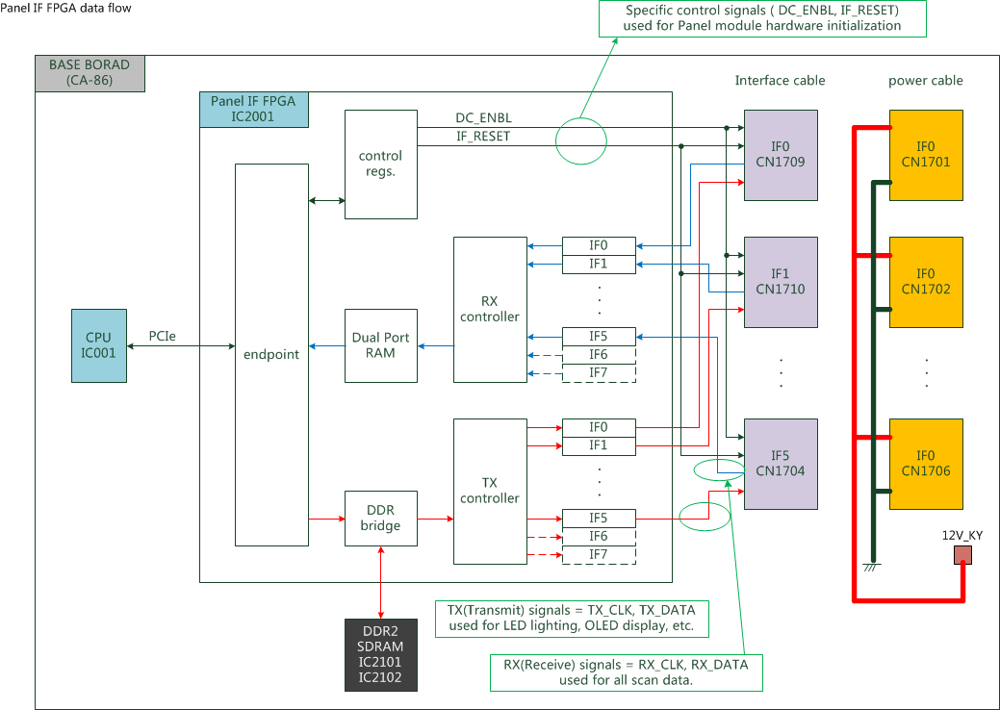 Panel IF FPGA data flow
Specific control signals ( DC_ENBL, IF_RESET)
used for Panel module hardware initialization
BASE BORAD
(CA-86)
Interface cable
power cable
Panel IF FPGA
IC2001
DC_ENBL
IF_RESET
control
regs.
IF0
CN1709
IF0
CN1701
IF0
IF1
.
.
.
IF5
IF6
IF7
RX
controller
IF1
CN1710
IF0
CN1702
CPU
IC001
PCIe
endpoint
Dual Port
RAM
.
.
.
.
.
.
IF0
IF1
.
.
.
IF5
IF6
IF7
TX
controller
IF5
CN1704
IF0
CN1706
DDR
bridge
12V_KY
DDR2
SDRAM
IC2101
IC2102
TX(Transmit) signals = TX_CLK, TX_DATA
used for LED lighting, OLED display, etc.
RX(Receive) signals = RX_CLK, RX_DATA
used for all scan data.